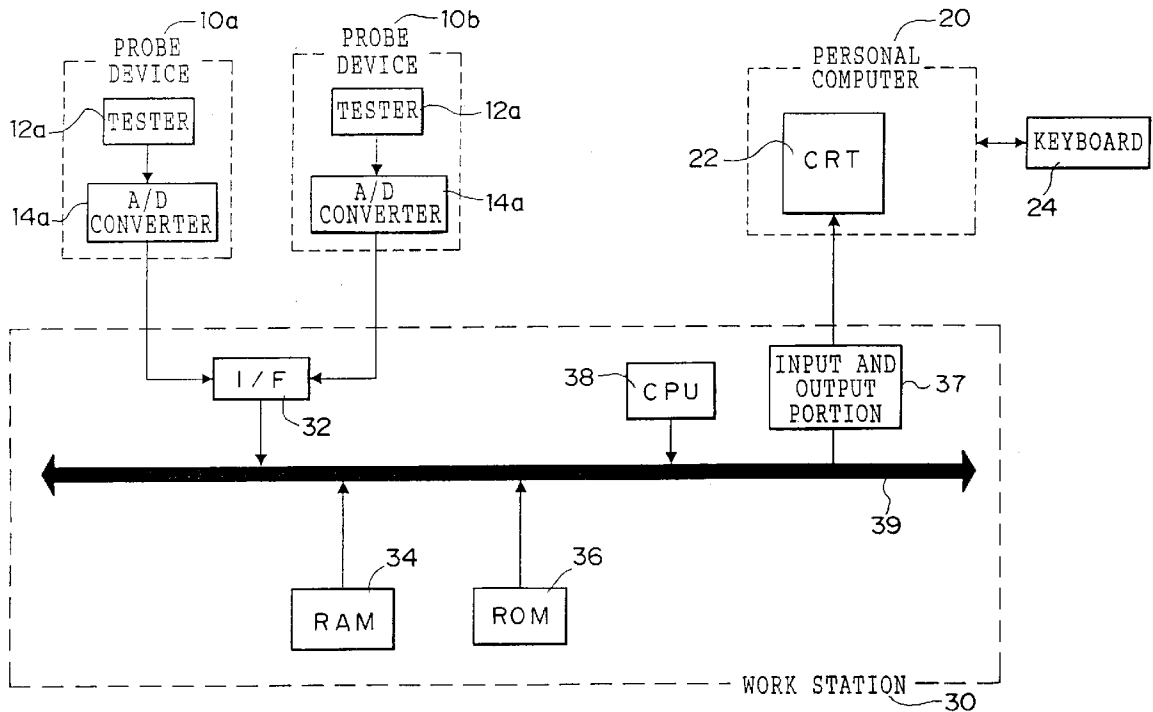 10a
PROBE
DEVICE
12a
TESTER
14a
A/D
CONVERTER
10b
PROBE
DEVICE
TESTER
12a
A/D
CONVERTER
14a
20
PERSONAL
COMPUTER
22
CRT
KEYBOARD
24
I/F
32
38
CPU
INPUT AND
OUTPUT
PORTION
37
39
34
RAM
36
ROM
WORK STATION
30